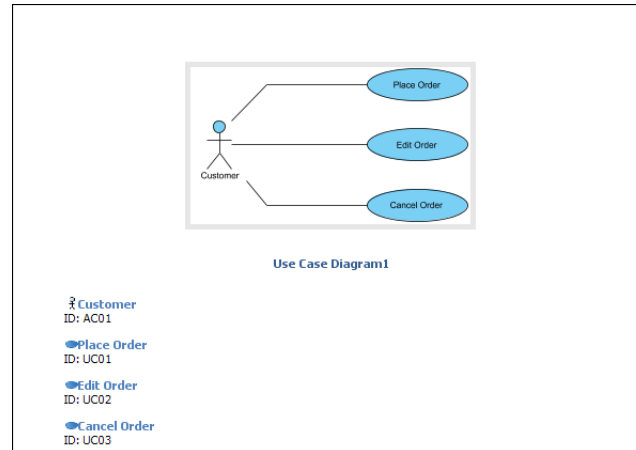 Place Order
Edit Order
Customer
Cancel Order
Use Case Diagram1
Customer
ID: AC01
Place Order
ID: UC01
Edit Order
ID: UC02
Cancel Order
ID: UC03